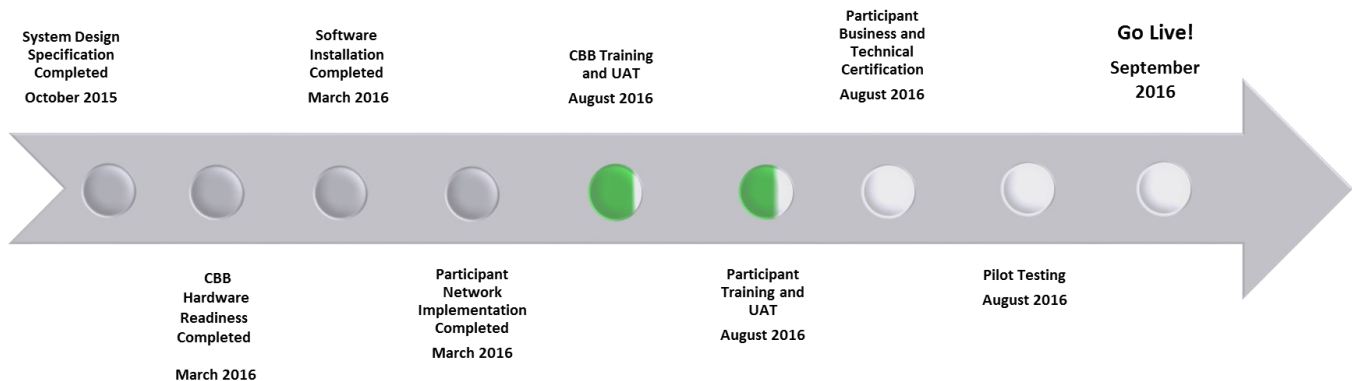 System Design
Specification
Completed
October 2015
CBB
Hardware
Readiness
Completed
March 2016
Software
Installation
Completed
March 2016
Participant
Network
Implementation
Completed
March 2016
CBB Training
and UAT
August 2016
Participant
Training and
UAT
August 2016
Participant
Business and
Technical
Certification
August 2016
Pilot Testing
August 2016
Go Live!
September
2016